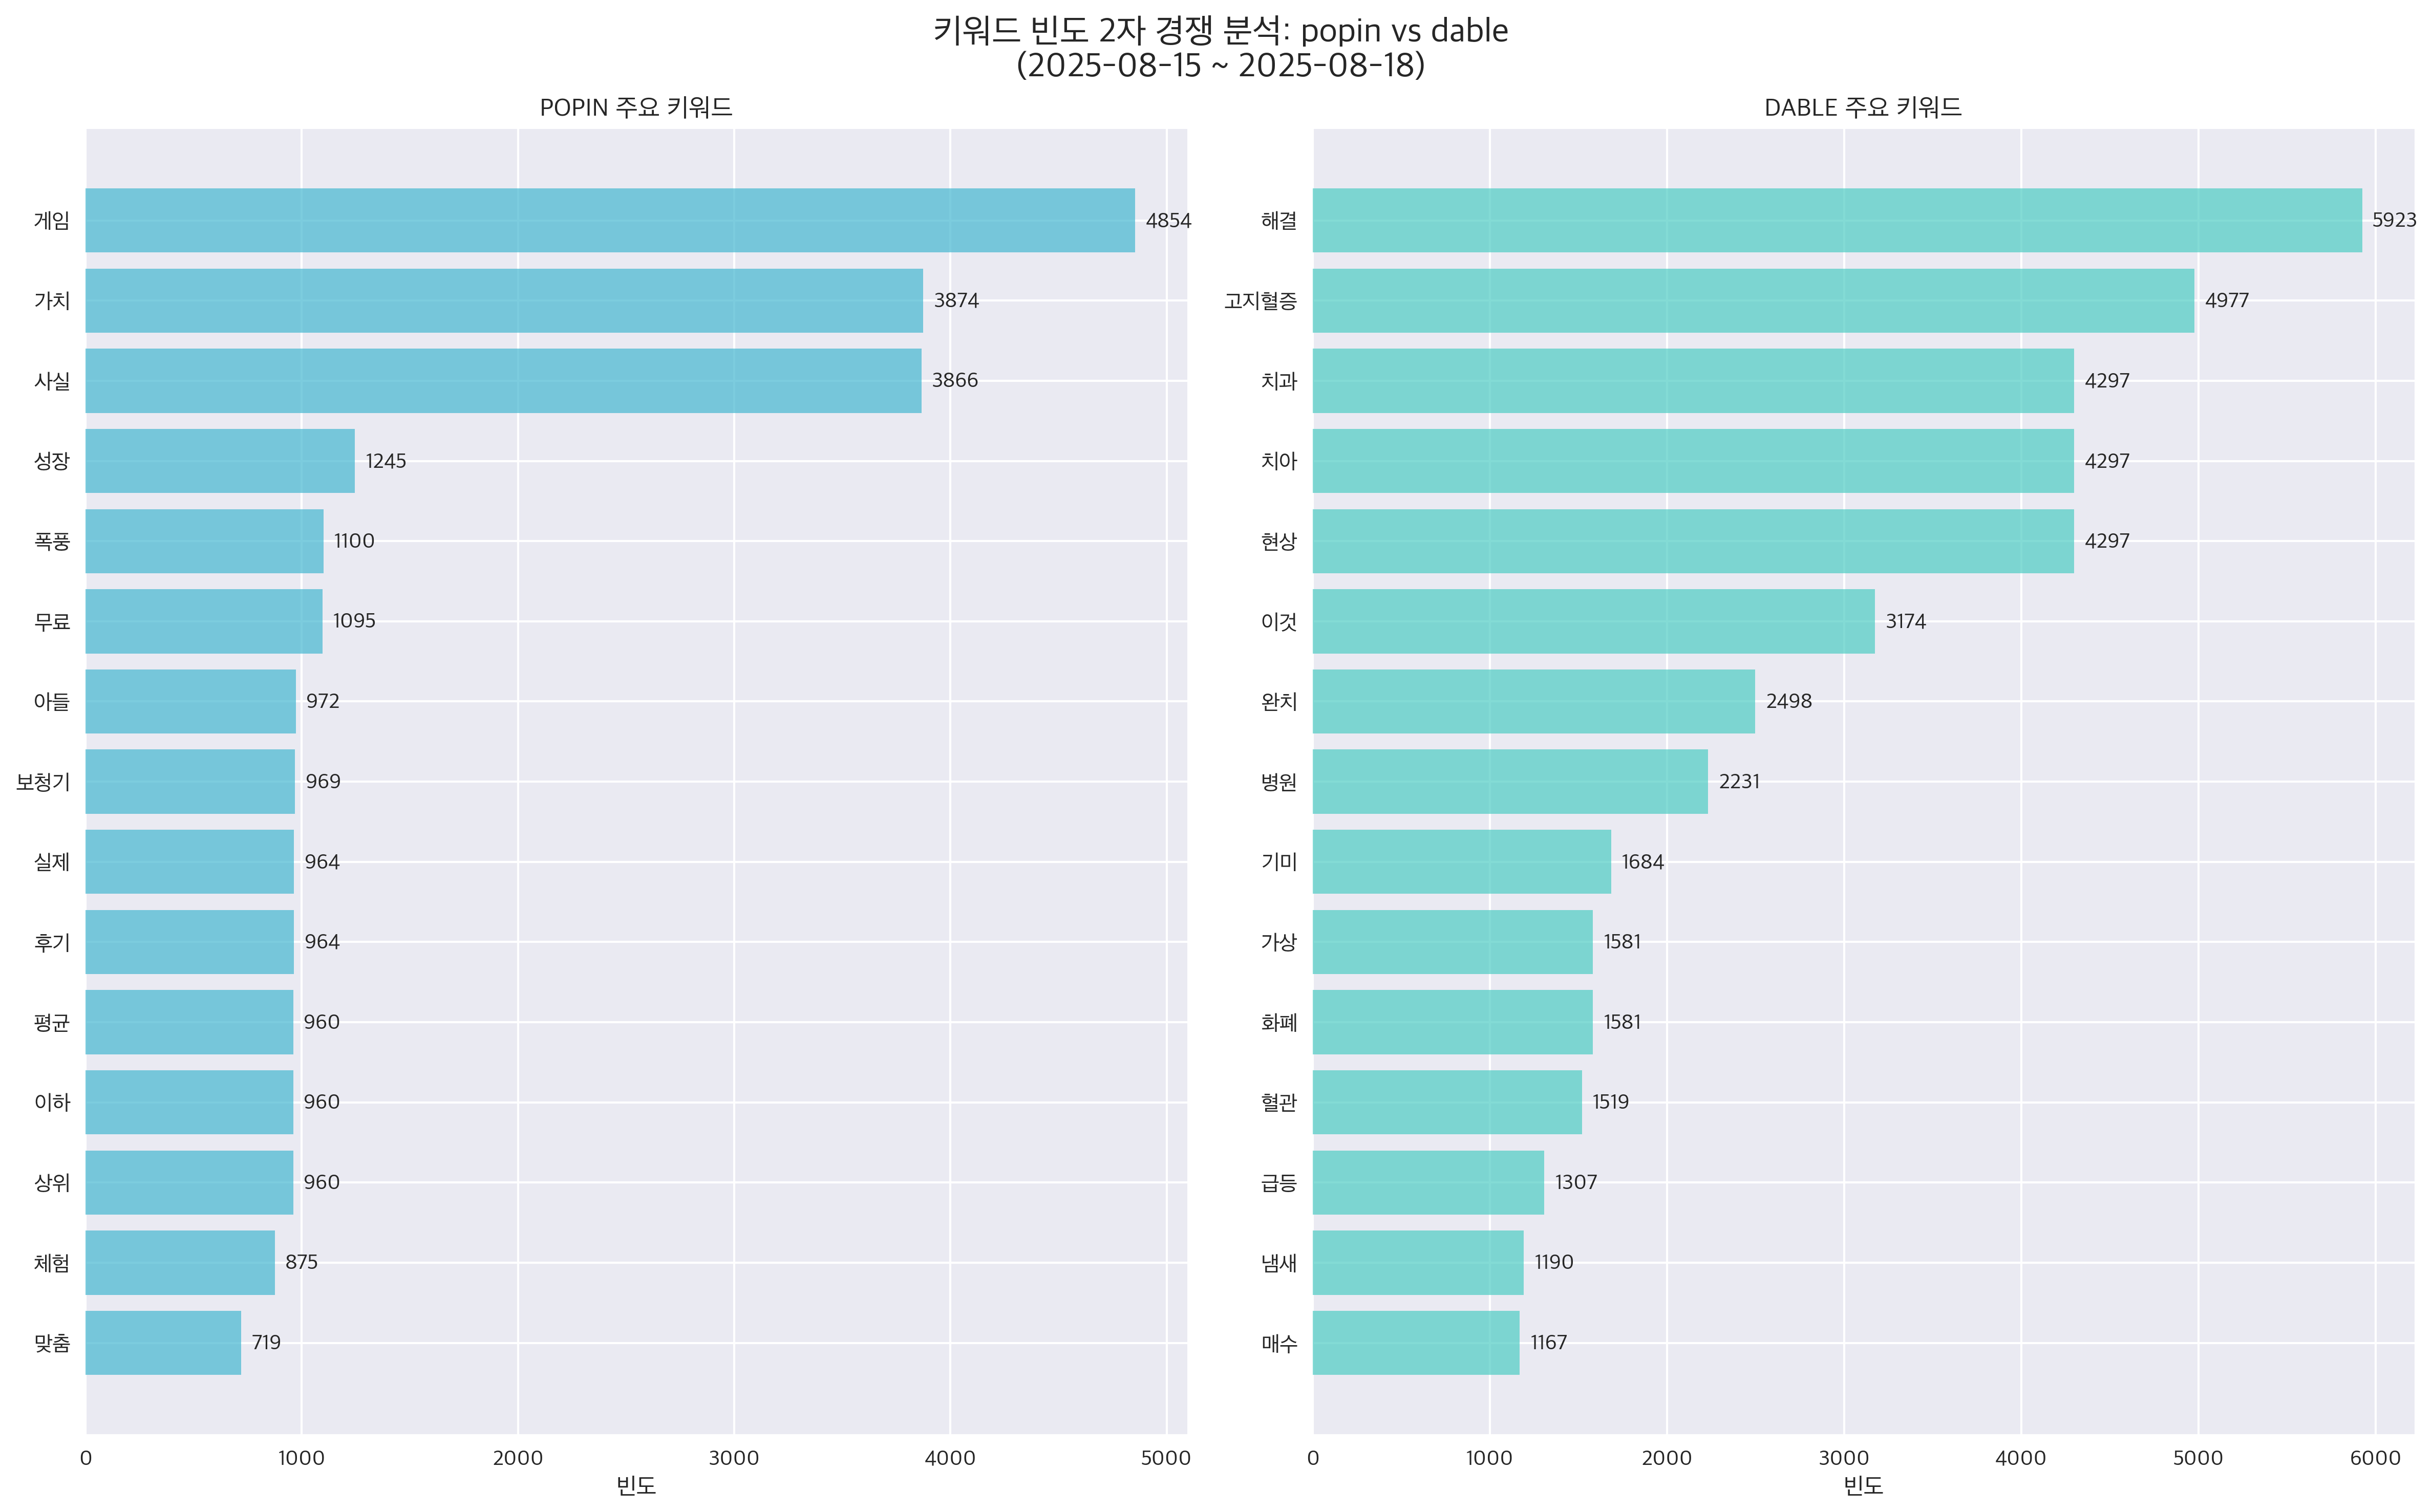 키워드 빈도 2자 경쟁 분석: popin vs dable
(2025-08-15 ~ 2025-08-18)
POPIN 주요 키워드
게임 4854
가치 3874
사실 3866
성장 1245
폭풍 1100
무료 1095
아들 972
보청기 969
실제 964
후기 964
평균 960
이하 960
상위 960
체험 875
맞춤 719
0 1000 2000 3000 4000 5000
빈도
DABLE 주요 키워드
해결 5923
고지혈증 4977
치과 4297
치아 4297
현상 4297
이것 3174
완치 2498
병원 2231
기미 1684
가상 1581
화폐 1581
혈관 1519
급등 1307
냄새 1190
매수 1167
0 1000 2000 3000 4000 5000 6000
빈도